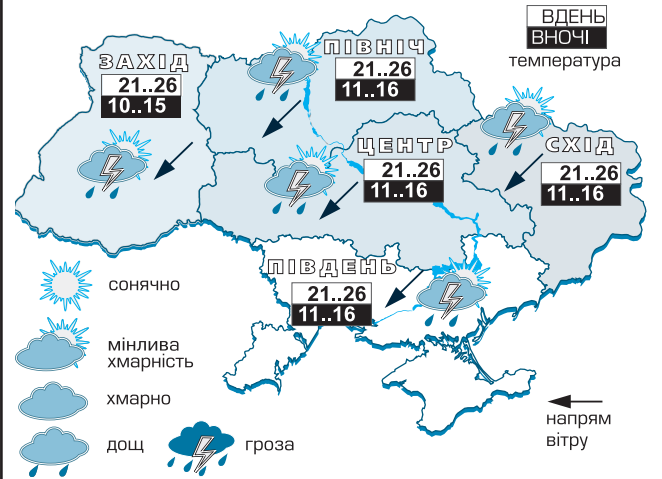 ВДЕНЬ
ВНОЧІ
температура
ПІВНІЧ
21..26
11..16
ЗАХІД
21..26
10..15
ЦЕНТР
21..26
11..16
СХІД
21..26
11..16
ПІВДЕНЬ
21..26
11..16
сонячно
мінлива
хмарність
хмарно
дощ
гроза
напрям
вітру